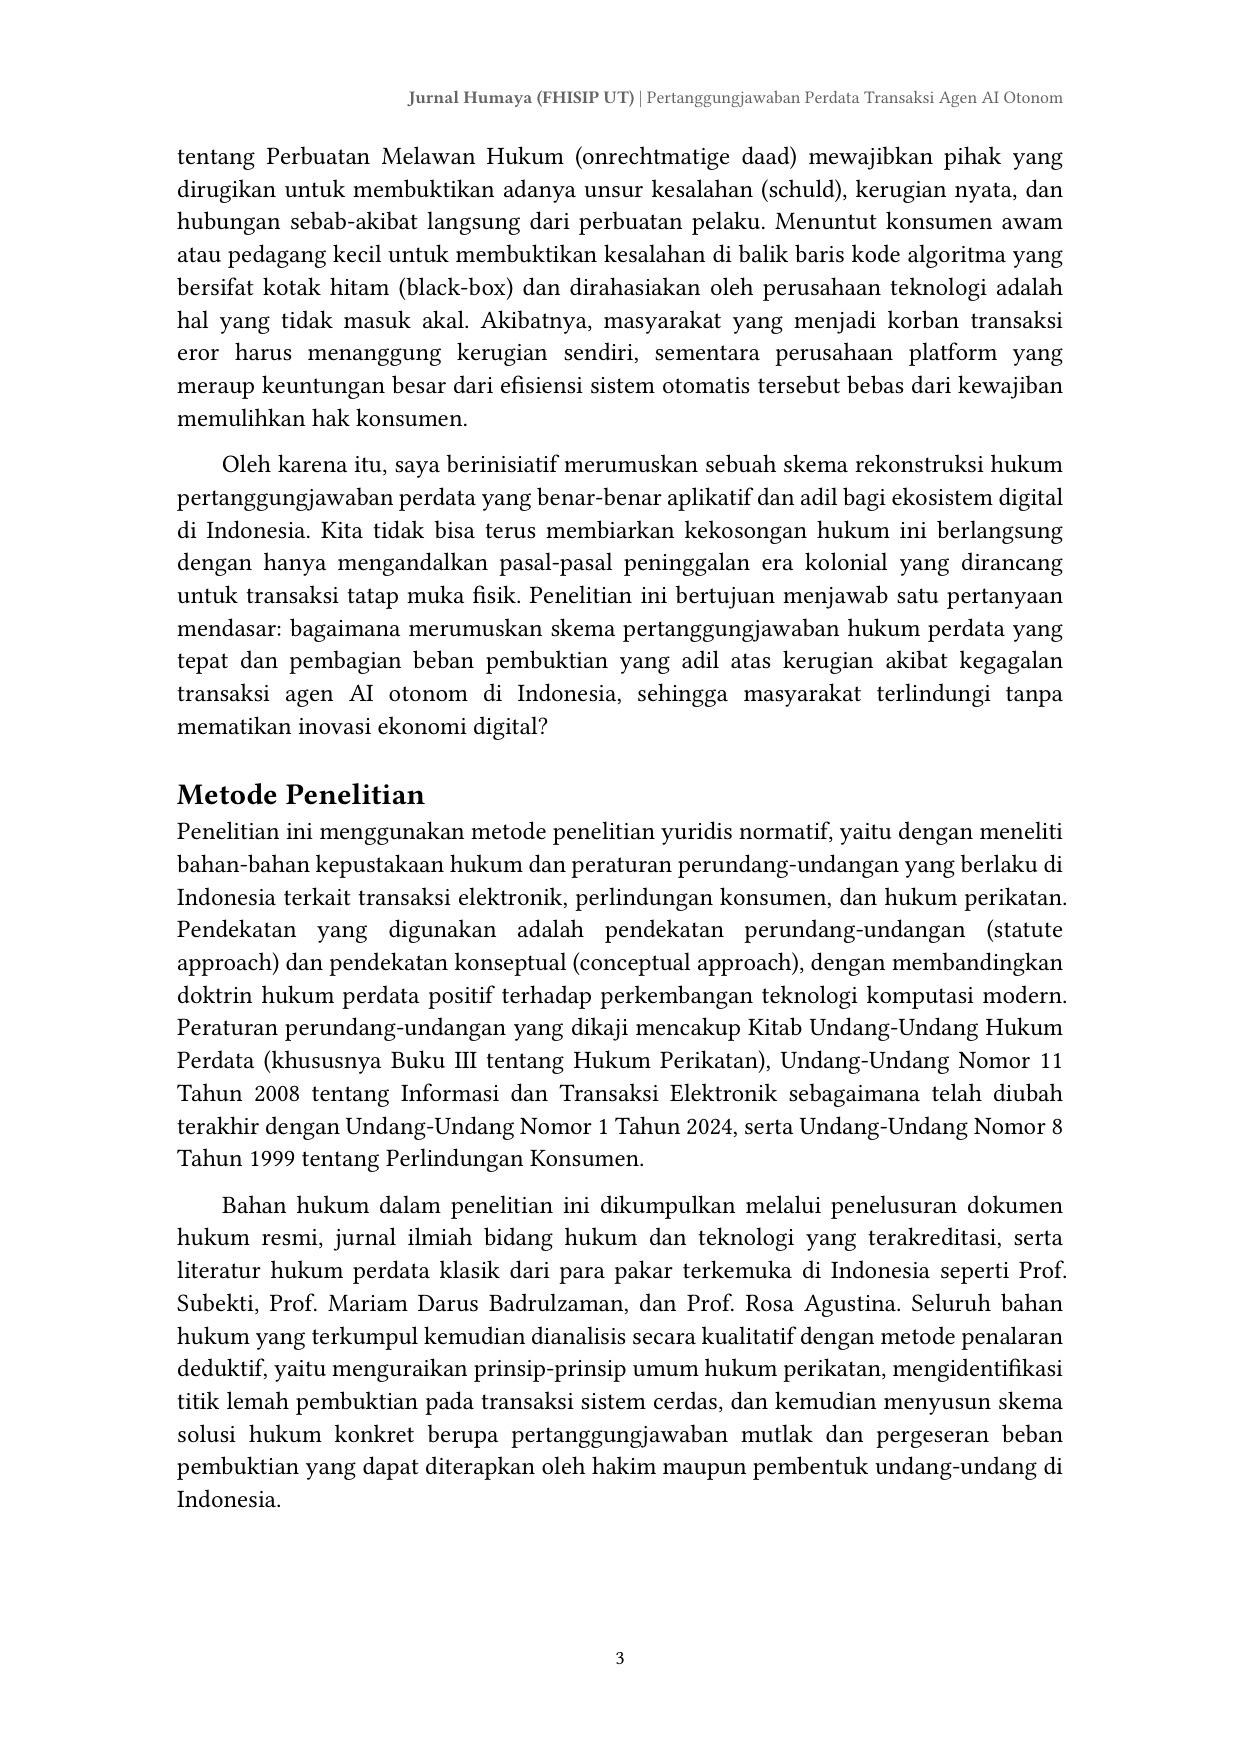 Jurnal Humaya (FHISIP UT) | Pertanggungjawaban Perdata Transaksi Agen AI Otonom
tentang Perbuatan Melawan Hukum (onrechtmatige daad) mewajibkan pihak yang
dirugikan untuk membuktikan adanya unsur kesalahan (schuld), kerugian nyata, dan
hubungan sebab-akibat langsung dari perbuatan pelaku. Menuntut konsumen awam
atau pedagang kecil untuk membuktikan kesalahan di balik baris kode algoritma yang
bersifat kotak hitam (black-box) dan dirahasiakan oleh perusahaan teknologi adalah
hal yang tidak masuk akal. Akibatnya, masyarakat yang menjadi korban transaksi
eror harus menanggung kerugian sendiri, sementara perusahaan platform yang
meraup keuntungan besar dari efisiensi sistem otomatis tersebut bebas dari kewajiban
memulihkan hak konsumen.
Oleh karena itu, saya berinisiatif merumuskan sebuah skema rekonstruksi hukum
pertanggungjawaban perdata yang benar-benar aplikatif dan adil bagi ekosistem digital
di Indonesia. Kita tidak bisa terus membiarkan kekosongan hukum ini berlangsung
dengan hanya mengandalkan pasal-pasal peninggalan era kolonial yang dirancang
untuk transaksi tatap muka fisik. Penelitian ini bertujuan menjawab satu pertanyaan
mendasar: bagaimana merumuskan skema pertanggungjawaban hukum perdata yang
tepat dan pembagian beban pembuktian yang adil atas kerugian akibat kegagalan
transaksi agen AI otonom di Indonesia, sehingga masyarakat terlindungi tanpa
mematikan inovasi ekonomi digital?
Metode Penelitian
Penelitian ini menggunakan metode penelitian yuridis normatif, yaitu dengan meneliti
bahan-bahan kepustakaan hukum dan peraturan perundang-undangan yang berlaku di
Indonesia terkait transaksi elektronik, perlindungan konsumen, dan hukum perikatan.
Pendekatan yang digunakan adalah pendekatan perundang-undangan (statute
approach) dan pendekatan konseptual (conceptual approach), dengan membandingkan
doktrin hukum perdata positif terhadap perkembangan teknologi komputasi modern.
Peraturan perundang-undangan yang dikaji mencakup Kitab Undang-Undang Hukum
Perdata (khususnya Buku III tentang Hukum Perikatan), Undang-Undang Nomor 11
Tahun 2008 tentang Informasi dan Transaksi Elektronik sebagaimana telah diubah
terakhir dengan Undang-Undang Nomor 1 Tahun 2024, serta Undang-Undang Nomor 8
Tahun 1999 tentang Perlindungan Konsumen.
Bahan hukum dalam penelitian ini dikumpulkan melalui penelusuran dokumen
hukum resmi, jurnal ilmiah bidang hukum dan teknologi yang terakreditasi, serta
literatur hukum perdata klasik dari para pakar terkemuka di Indonesia seperti Prof.
Subekti, Prof. Mariam Darus Badrulzaman, dan Prof. Rosa Agustina. Seluruh bahan
hukum yang terkumpul kemudian dianalisis secara kualitatif dengan metode penalaran
deduktif, yaitu menguraikan prinsip-prinsip umum hukum perikatan, mengidentifikasi
titik lemah pembuktian pada transaksi sistem cerdas, dan kemudian menyusun skema
solusi hukum konkret berupa pertanggungjawaban mutlak dan pergeseran beban
pembuktian yang dapat diterapkan oleh hakim maupun pembentuk undang-undang di
Indonesia.
3